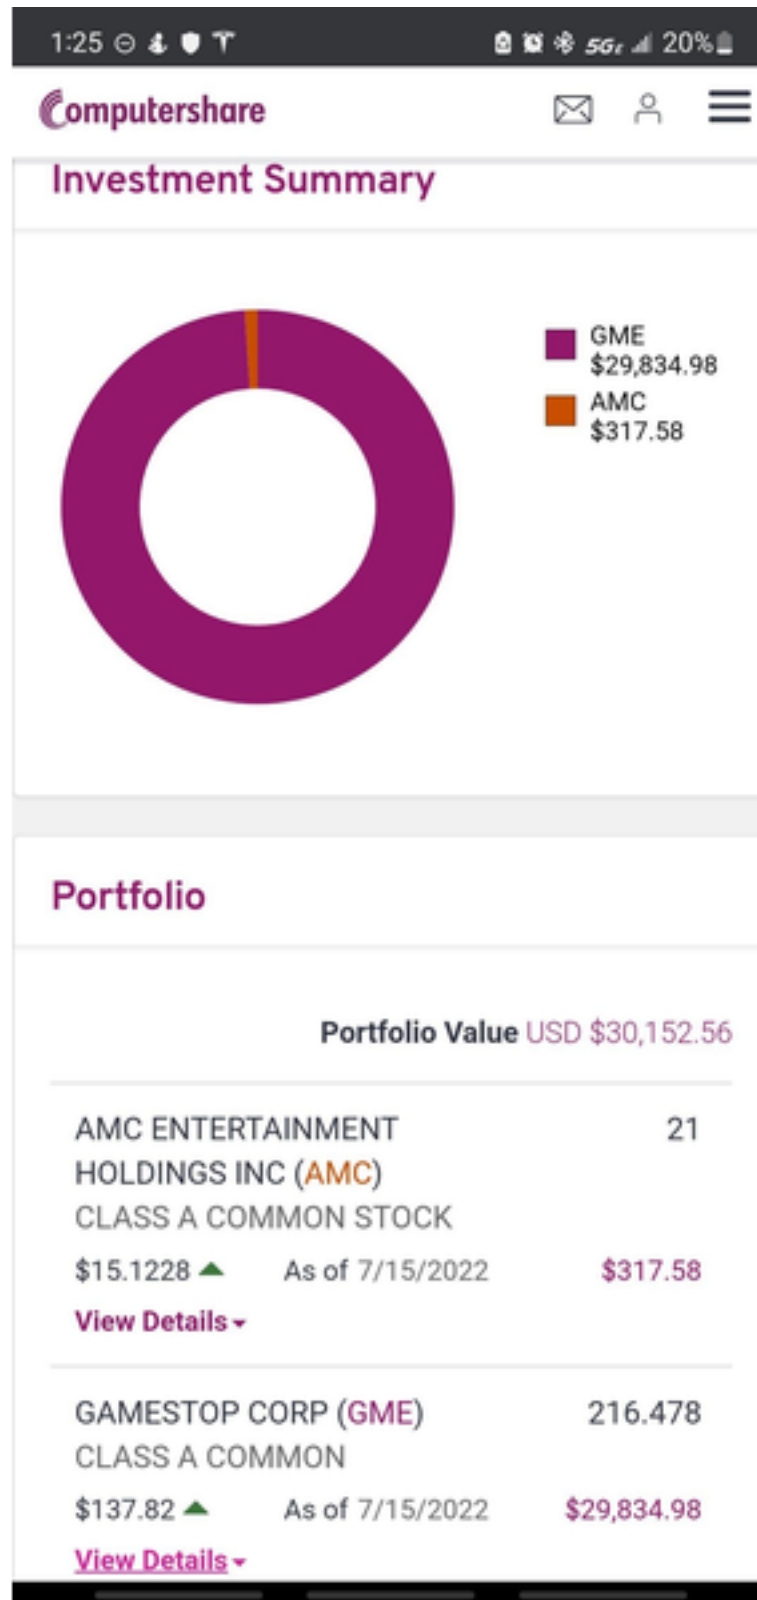 1:25
5GE 20%
Computershare
Investment Summary
GME
$29,834.98
AMC
$317.58
Portfolio
Portfolio Value USD $30,152.56
AMC ENTERTAINMENT 21
HOLDINGS INC (AMC)
CLASS A COMMON STOCK
$15.1228 As of 7/15/2022 $317.58
View Details
GAMESTOP CORP (GME) 216.478
CLASS A COMMON
$137.82 As of 7/15/2022 $29,834.98
View Details